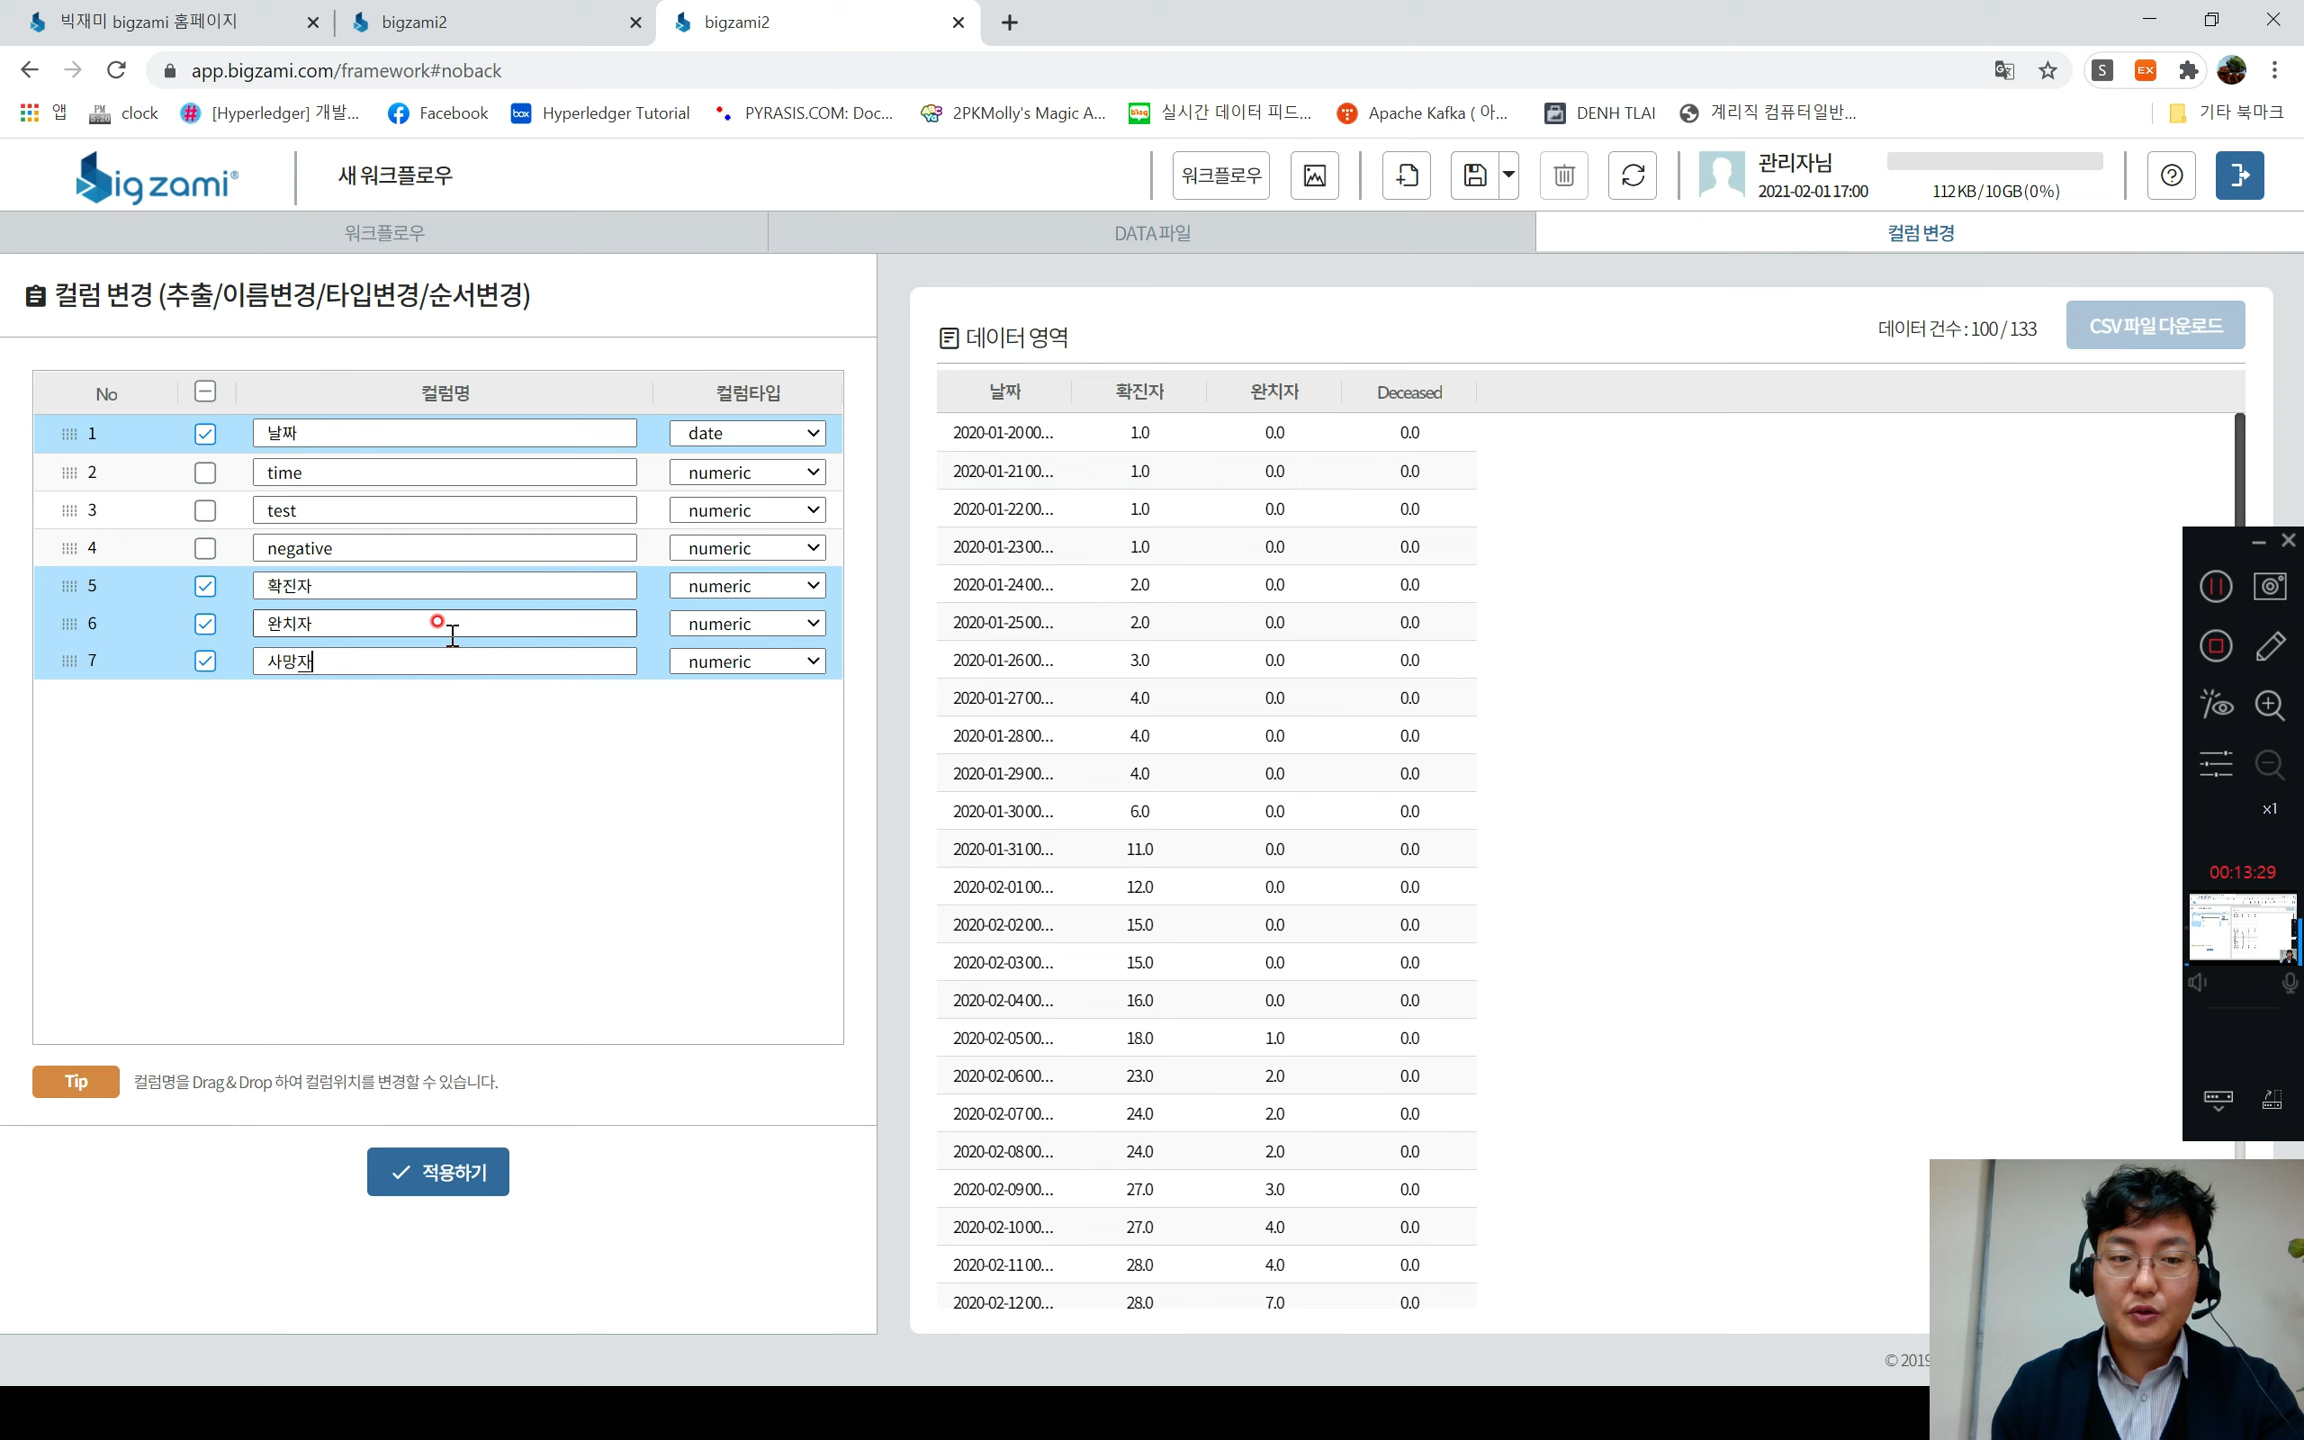 빅재미 bigzami 홈페이지
bigzami2
bigzami2
app.bigzami.com/framework#noback
S
EX
앱
PM 5:20 clock
[Hyperledger] 개발...
Facebook
box Hyperledger Tutorial
PYRASIS.COM: Doc...
2PKMolly's Magic A...
blog 실시간 데이터 피드...
Apache Kafka ( 아...
DENH TLAI
계리직 컴퓨터일반...
기타 북마크
big zami®
새 워크플로우
워크플로우
관리자님
2021-02-01 17:00
112 KB / 10 GB (0%)
워크플로우
DATA 파일
컬럼 변경
컬럼 변경 (추출/이름변경/타입변경/순서변경)
No 컬럼명 컬럼타입
1 날짜 date
2 time numeric
3 test numeric
4 negative numeric
5 확진자 numeric
6 완치자 numeric
7 사망자 numeric
Tip 컬럼명을 Drag & Drop 하여 컬럼위치를 변경할 수 있습니다.
적용하기
데이터 영역
데이터 건수 : 100 / 133
CSV 파일 다운로드
날짜 확진자 완치자 Deceased
2020-01-20 00... 1.0 0.0 0.0
2020-01-21 00... 1.0 0.0 0.0
2020-01-22 00... 1.0 0.0 0.0
2020-01-23 00... 1.0 0.0 0.0
2020-01-24 00... 2.0 0.0 0.0
2020-01-25 00... 2.0 0.0 0.0
2020-01-26 00... 3.0 0.0 0.0
2020-01-27 00... 4.0 0.0 0.0
2020-01-28 00... 4.0 0.0 0.0
2020-01-29 00... 4.0 0.0 0.0
2020-01-30 00... 6.0 0.0 0.0
2020-01-31 00... 11.0 0.0 0.0
2020-02-01 00... 12.0 0.0 0.0
2020-02-02 00... 15.0 0.0 0.0
2020-02-03 00... 15.0 0.0 0.0
2020-02-04 00... 16.0 0.0 0.0
2020-02-05 00... 18.0 1.0 0.0
2020-02-06 00... 23.0 2.0 0.0
2020-02-07 00... 24.0 2.0 0.0
2020-02-08 00... 24.0 2.0 0.0
2020-02-09 00... 27.0 3.0 0.0
2020-02-10 00... 27.0 4.0 0.0
2020-02-11 00... 28.0 4.0 0.0
2020-02-12 00... 28.0 7.0 0.0
x1
00:13:29
© 2019